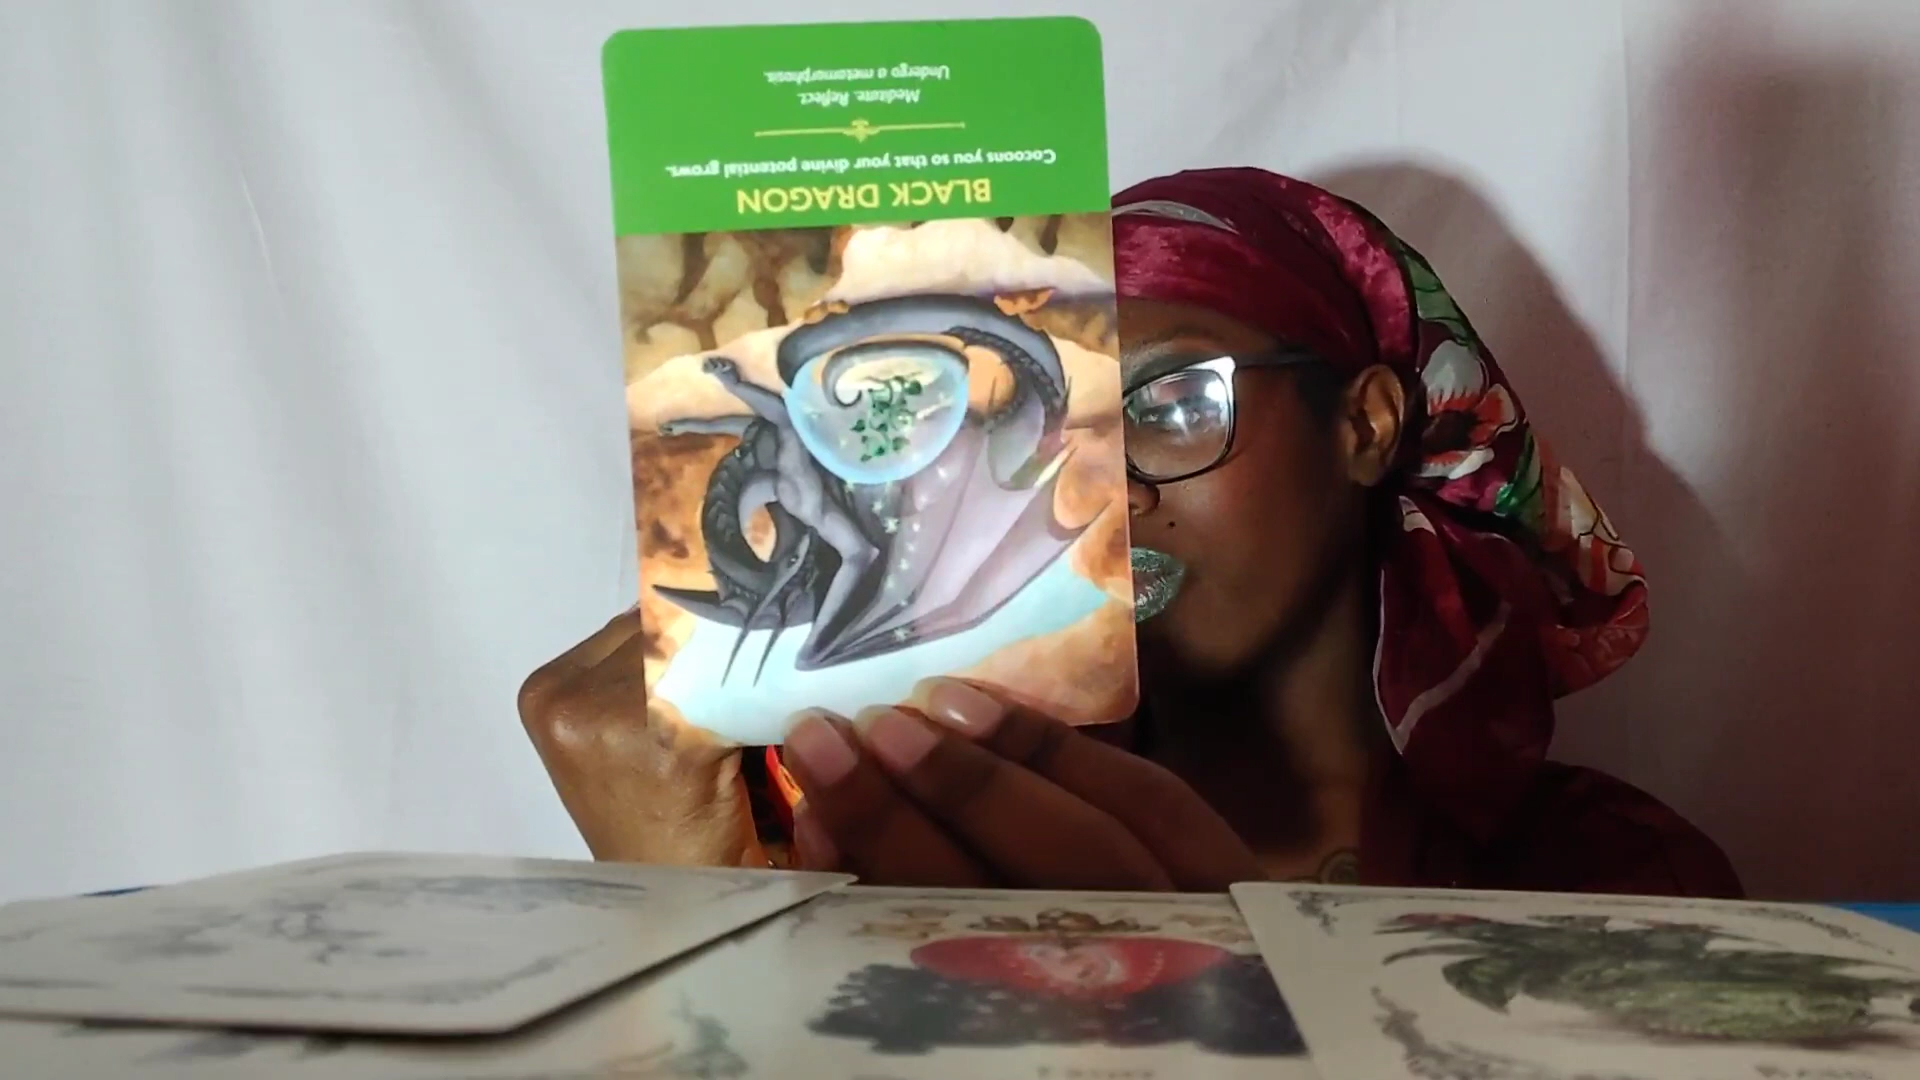 BLACK DRAGON
Cocoons you so that your divine potential grows.
Meditate. Reflect.
Undergo a metamorphosis.